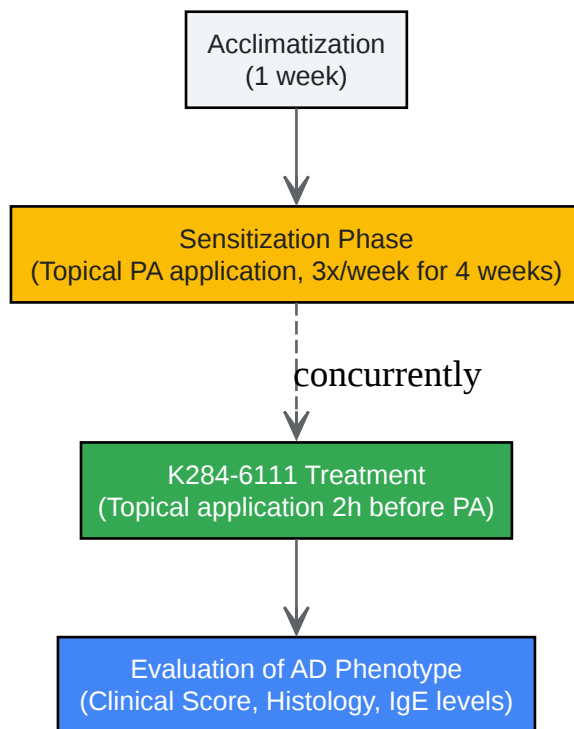 Acclimatization
(1 week)
Sensitization Phase
(Topical PA application, 3x/week for 4 weeks)
concurrently
K284-6111 Treatment
(Topical application 2h before PA)
Evaluation of AD Phenotype
(Clinical Score, Histology, IgE levels)